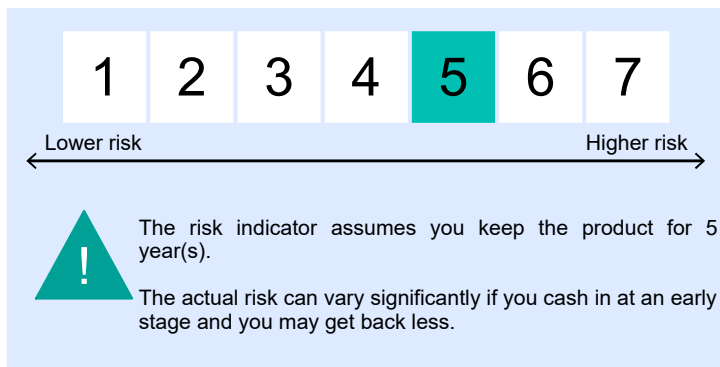 1 2 3 4 5 6 7
Lower risk Higher risk
The risk indicator assumes you keep the product for 5
year(s).
!
The actual risk can vary significantly if you cash in at an early
stage and you may get back less.